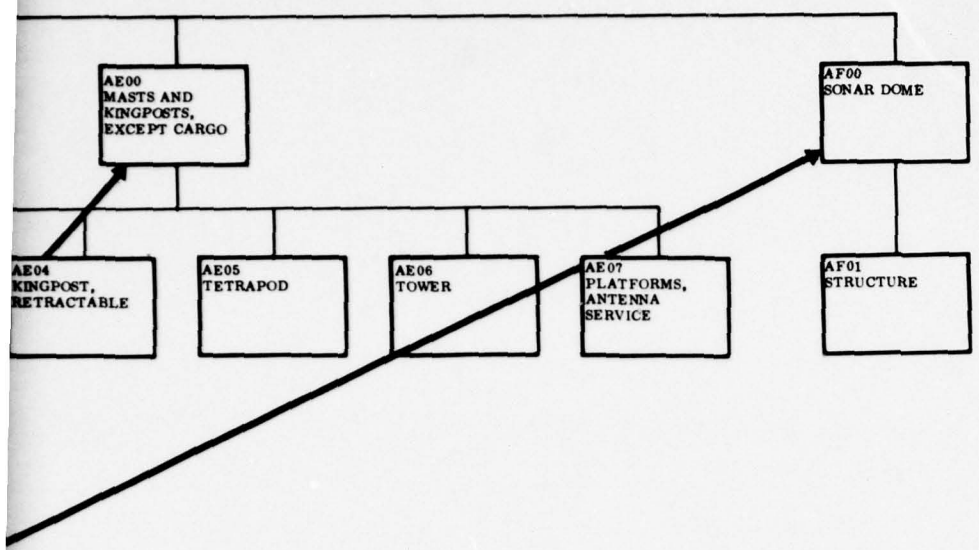 AE00
MASTS AND
KINGPOSTS,
EXCEPT CARGO
AF00
SONAR DOME
AE04
KINGPOST,
RETRACTABLE
AE05
TETRAPOD
AE06
TOWER
AE07
PLATFORMS,
ANTENNA
SERVICE
AF01
STRUCTURE